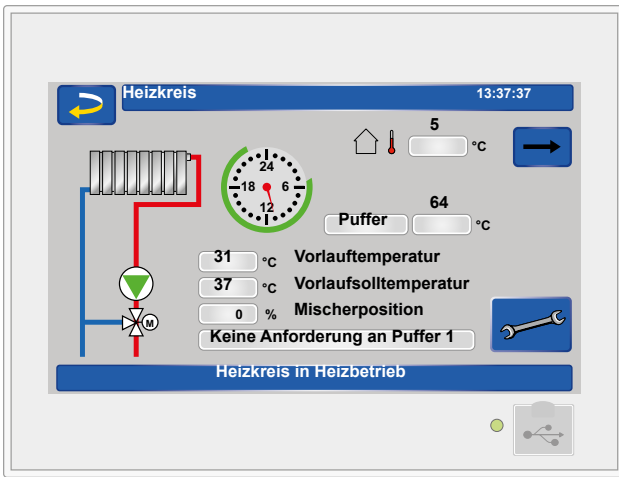 Heizkreis 13:37:37
5
°C
24
18 6
12
64
Puffer °C
31 °C Vorlauftemperatur
37 °C Vorlaufsolltemperatur
0 % Mischerposition
M
Keine Anforderung an Puffer 1
Heizkreis in Heizbetrieb